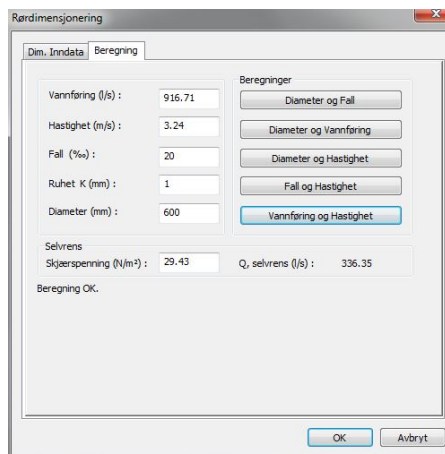 Rørdimensjonering
Dim. Inndata Beregning
Vannføring (l/s) : 916.71
Hastighet (m/s) : 3.24
Fall (‰) : 20
Ruhet K (mm) : 1
Diameter (mm) : 600
Beregninger
Diameter og Fall
Diameter og Vannføring
Diameter og Hastighet
Fall og Hastighet
Vannføring og Hastighet
Selvrens
Skjærspenning (N/m²) : 29.43 Q, selvrens (l/s) : 336.35
Beregning OK.
OK Avbryt